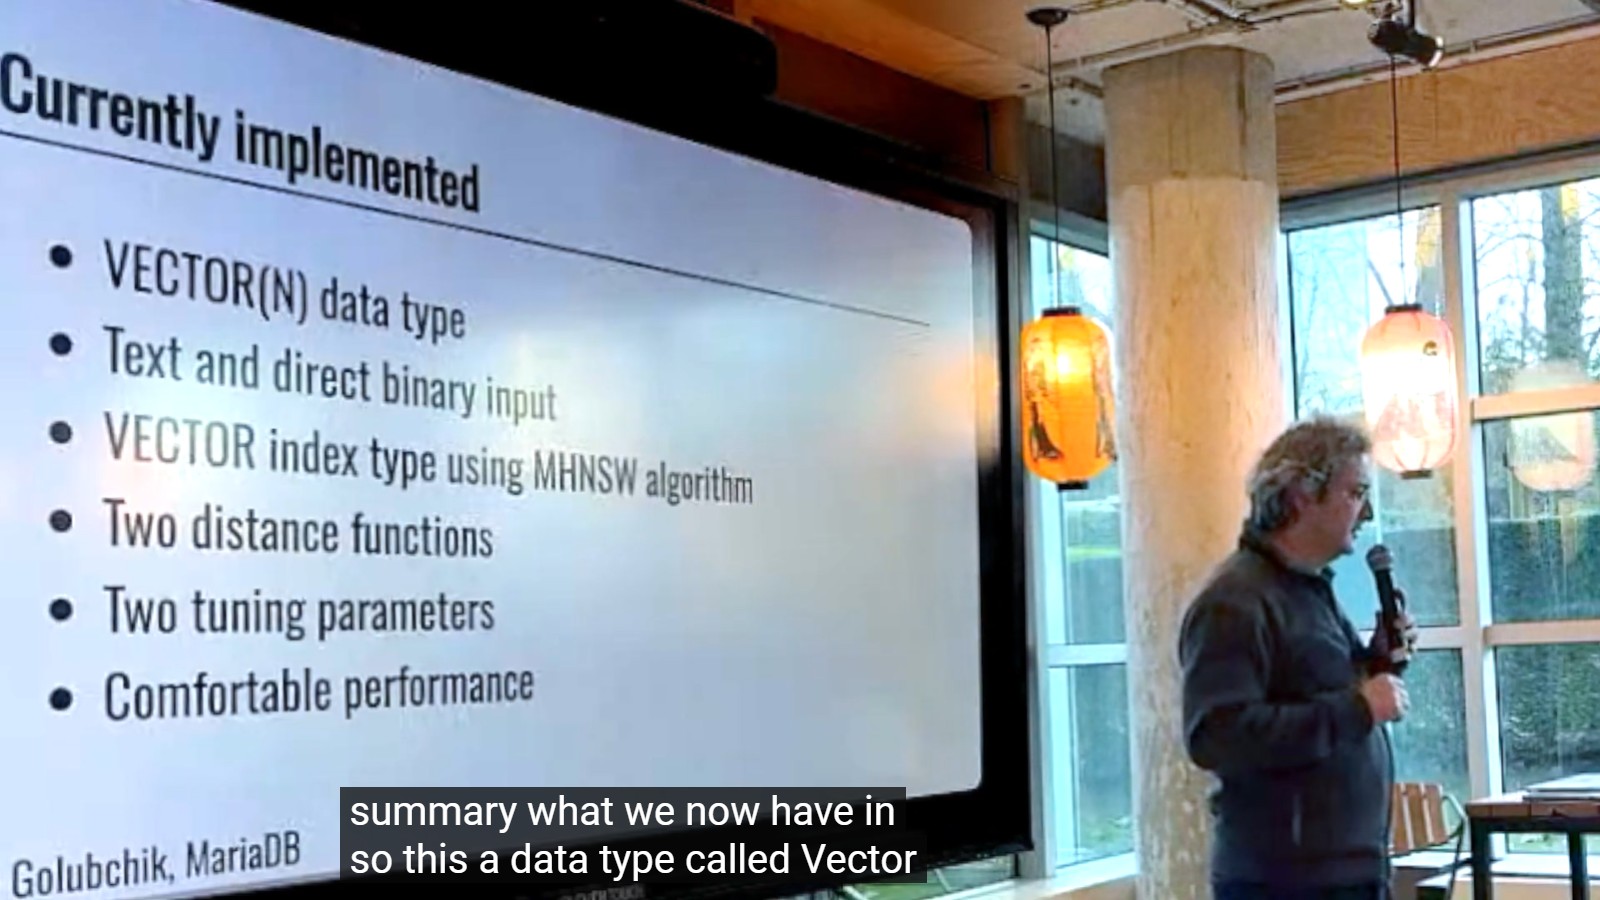 Currently implemented
VECTOR(N) data type
Text and direct binary input
VECTOR index type using MHNSW algorithm
Two distance functions
Two tuning parameters
Comfortable performance
Golubchik, MariaDB
summary what we now have in
so this a data type called Vector